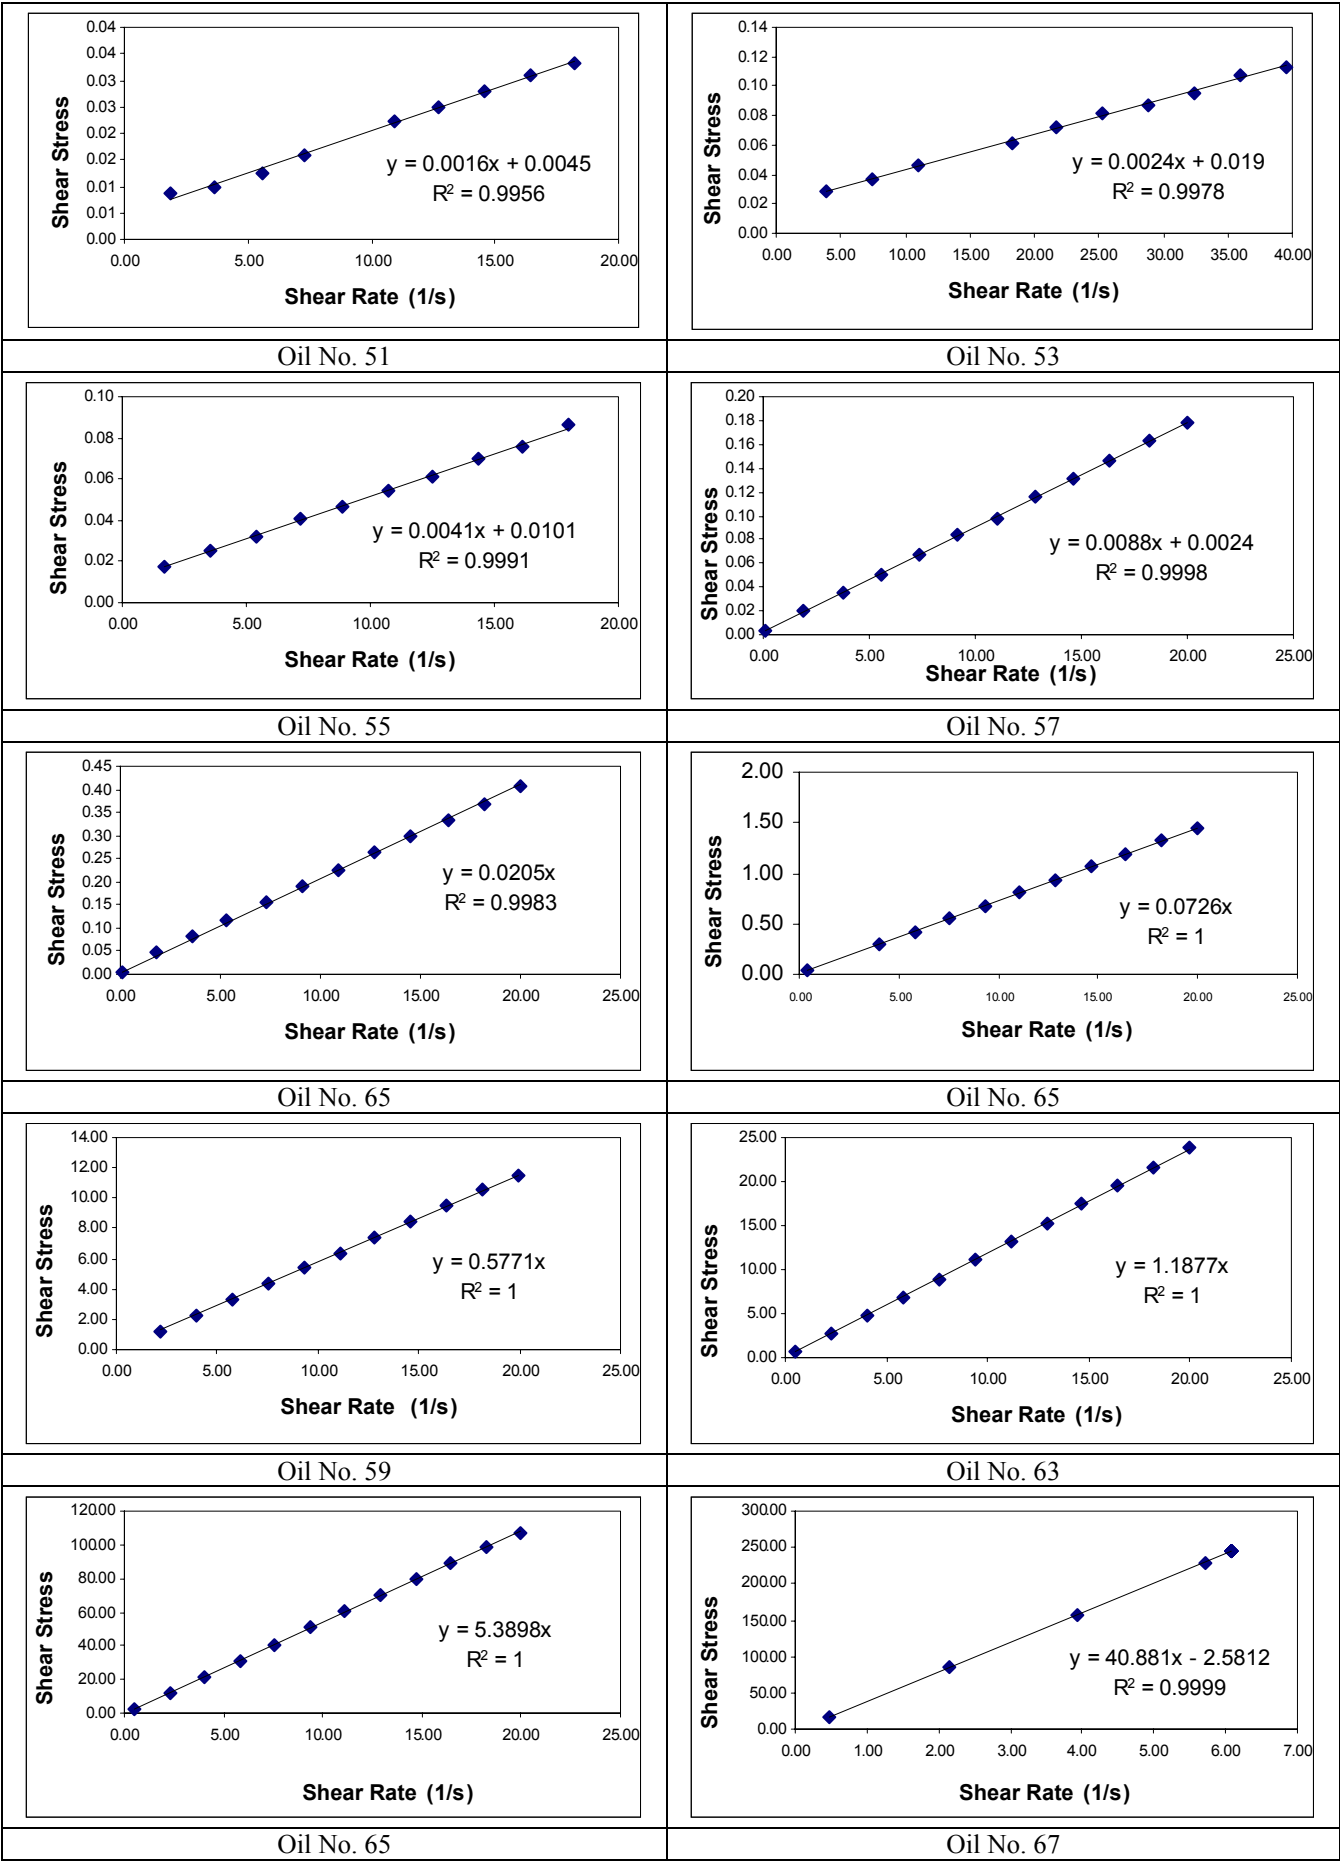 0.04
0.04
0.03
0.03
0.02
0.02
0.01
0.01
0.00
Shear Stress
y = 0.0016x + 0.0045
R² = 0.9956
0.00 5.00 10.00 15.00 20.00
Shear Rate (1/s)
Oil No. 51
0.14
0.12
0.10
0.08
0.06
0.04
0.02
0.00
Shear Stress
y = 0.0024x + 0.019
R² = 0.9978
0.00 5.00 10.00 15.00 20.00 25.00 30.00 35.00 40.00
Shear Rate (1/s)
Oil No. 53
0.10
0.08
0.06
0.04
0.02
0.00
Shear Stress
y = 0.0041x + 0.0101
R² = 0.9991
0.00 5.00 10.00 15.00 20.00
Shear Rate (1/s)
Oil No. 55
0.20
0.18
0.16
0.14
0.12
0.10
0.08
0.06
0.04
0.02
0.00
Shear Stress
y = 0.0088x + 0.0024
R² = 0.9998
0.00 5.00 10.00 15.00 20.00 25.00
Shear Rate (1/s)
Oil No. 57
0.45
0.40
0.35
0.30
0.25
0.20
0.15
0.10
0.05
0.00
Shear Stress
y = 0.0205x
R² = 0.9983
0.00 5.00 10.00 15.00 20.00 25.00
Shear Rate (1/s)
Oil No. 65
2.00
1.50
1.00
0.50
0.00
Shear Stress
y = 0.0726x
R² = 1
0.00 5.00 10.00 15.00 20.00 25.00
Shear Rate (1/s)
Oil No. 65
14.00
12.00
10.00
8.00
6.00
4.00
2.00
0.00
Shear Stress
y = 0.5771x
R² = 1
0.00 5.00 10.00 15.00 20.00 25.00
Shear Rate (1/s)
Oil No. 59
25.00
20.00
15.00
10.00
5.00
0.00
Shear Stress
y = 1.1877x
R² = 1
0.00 5.00 10.00 15.00 20.00 25.00
Shear Rate (1/s)
Oil No. 63
120.00
100.00
80.00
60.00
40.00
20.00
0.00
Shear Stress
y = 5.3898x
R² = 1
0.00 5.00 10.00 15.00 20.00 25.00
Shear Rate (1/s)
Oil No. 65
300.00
250.00
200.00
150.00
100.00
50.00
0.00
Shear Stress
y = 40.881x - 2.5812
R² = 0.9999
0.00 1.00 2.00 3.00 4.00 5.00 6.00 7.00
Shear Rate (1/s)
Oil No. 67